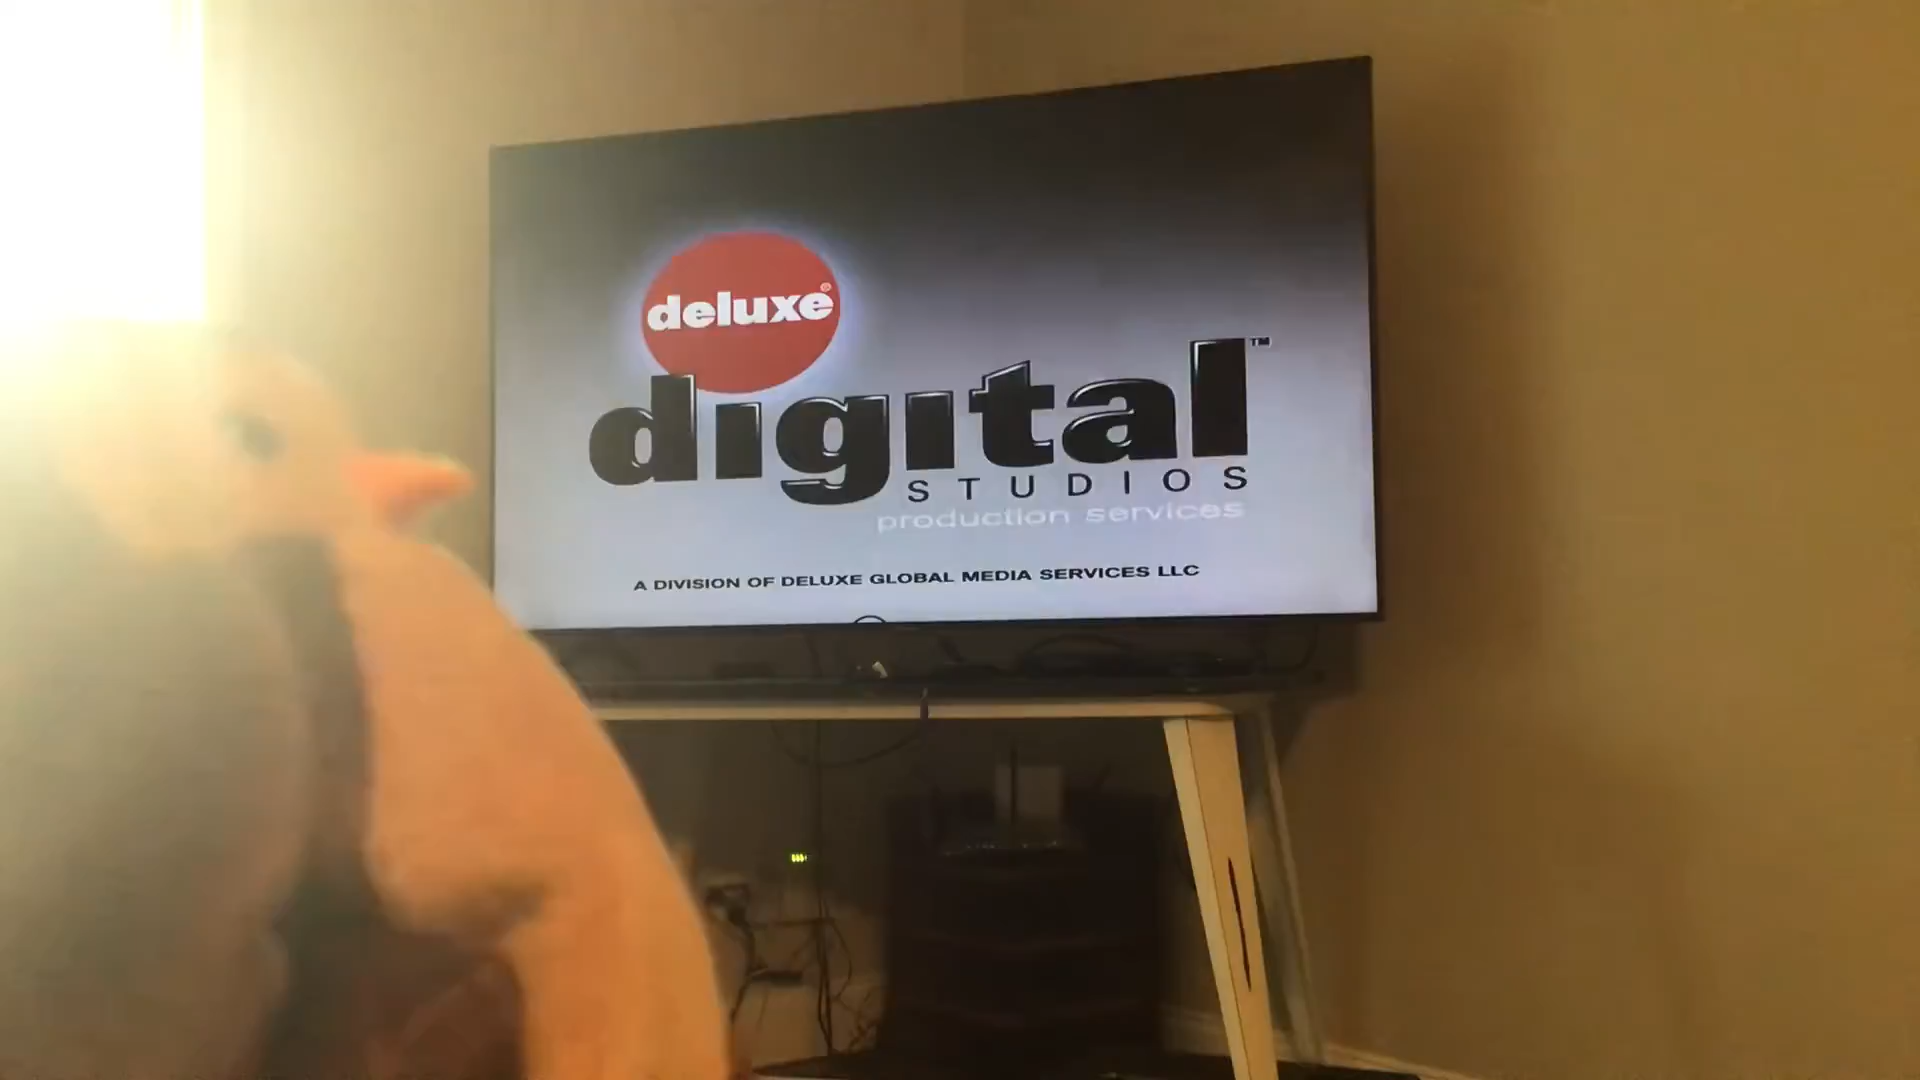 deluxe®
digital™
STUDIOS
production services
A DIVISION OF DELUXE GLOBAL MEDIA SERVICES LLC